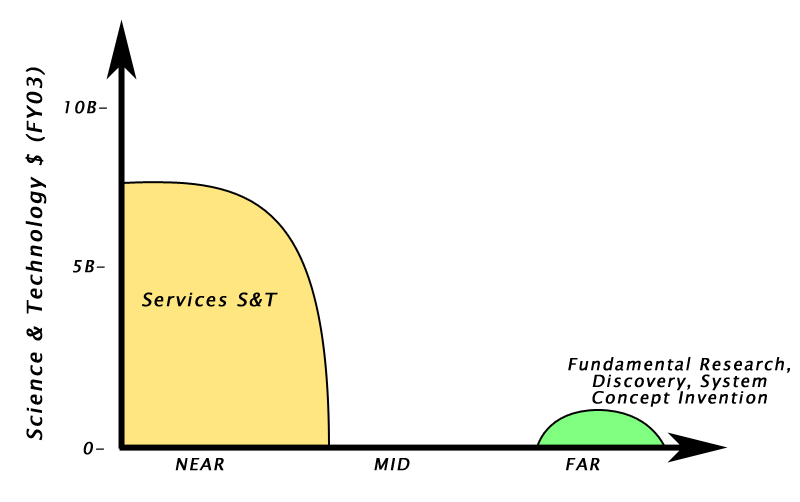 Science & Technology $ (FY03)
10B–
5B–
0–
Services S&T
Fundamental Research,
Discovery, System
Concept Invention
NEAR
MID
FAR